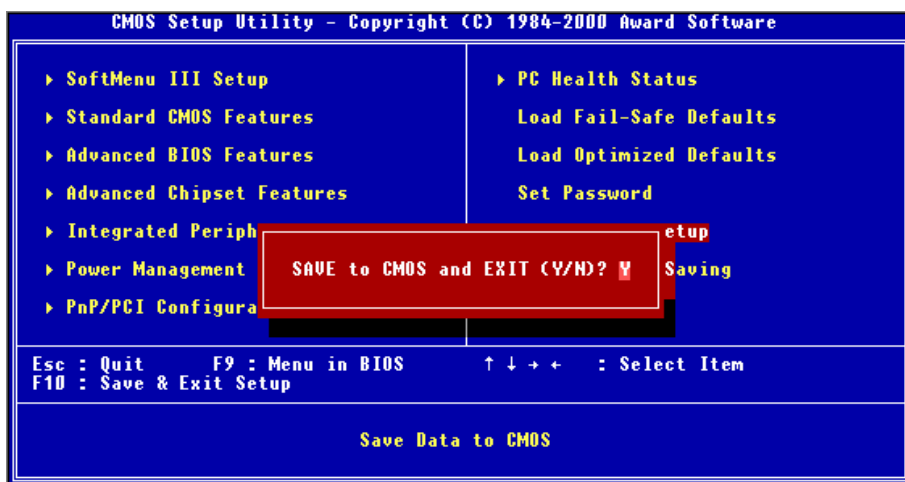 CMOS Setup Utility - Copyright (C) 1984-2000 Award Software
▶ SoftMenu III Setup
▶ Standard CMOS Features
▶ Advanced BIOS Features
▶ Advanced Chipset Features
▶ Integrated Periph
▶ Power Management
▶ PnP/PCI Configura
▶ PC Health Status
Load Fail-Safe Defaults
Load Optimized Defaults
Set Password
etup
Saving
SAVE to CMOS and EXIT (Y/N)? Y
Esc : Quit F9 : Menu in BIOS ↑ ↓ → ← : Select Item
F10 : Save & Exit Setup
Save Data to CMOS